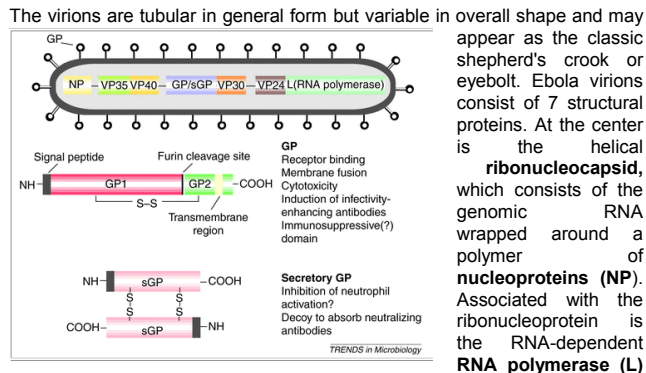 The virions are tubular in general form but variable in overall shape and may
appear as the classic
shepherd's crook or
eyebolt. Ebola virions
consist of 7 structural
proteins. At the center
is the helical
ribonucleocapsid,
which consists of the
genomic RNA
wrapped around a
polymer of
nucleoproteins (NP).
Associated with the
ribonucleoprotein is
the RNA-dependent
RNA polymerase (L)
GP
NP VP35 VP40 GP/sGP VP30 VP24 L(RNA polymerase)
Signal peptide Furin cleavage site
NH GP1 GP2 COOH
S–S
Transmembrane
region
GP
Receptor binding
Membrane fusion
Cytotoxicity
Induction of infectivity-
enhancing antibodies
Immunosuppressive(?)
domain
NH sGP COOH
S S
S S
COOH sGP NH
Secretory GP
Inhibition of neutrophil
activation?
Decoy to absorb neutralizing
antibodies
TRENDS in Microbiology